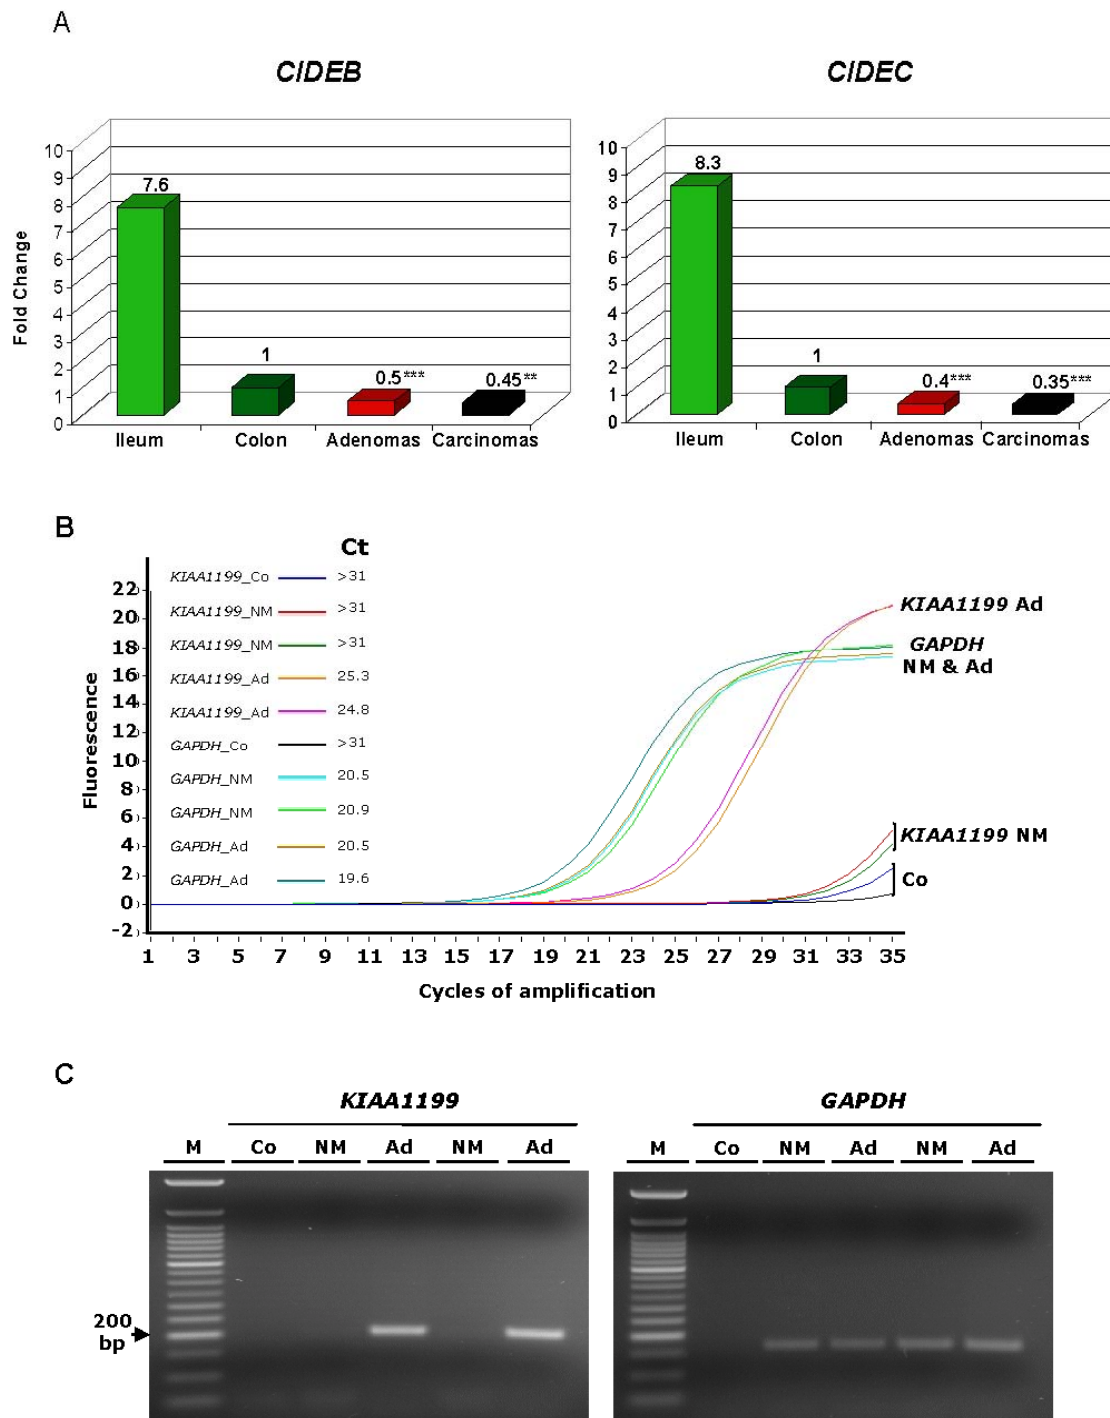 A
CIDEB
CIDEC
Fold Change
10
9
8
7
6
5
4
3
2
1
0
7.6
1
0.5***
0.45**
Ileum Colon Adenomas Carcinomas
10
9
8
7
6
5
4
3
2
1
0
8.3
1
0.4***
0.35***
Ileum Colon Adenomas Carcinomas
B
Ct
KIAA1199_Co >31
KIAA1199_NM >31
KIAA1199_NM >31
KIAA1199_Ad 25.3
KIAA1199_Ad 24.8
GAPDH_Co >31
GAPDH_NM 20.5
GAPDH_NM 20.9
GAPDH_Ad 20.5
GAPDH_Ad 19.6
Fluorescence
22
20
18
16
14
12
10
8
6
4
2
0
-2
KIAA1199 Ad
GAPDH
NM & Ad
KIAA1199 NM
Co
1 3 5 7 9 11 13 15 17 19 21 23 25 27 29 31 33 35
Cycles of amplification
C
KIAA1199
M Co NM Ad NM Ad
200
bp
GAPDH
M Co NM Ad NM Ad